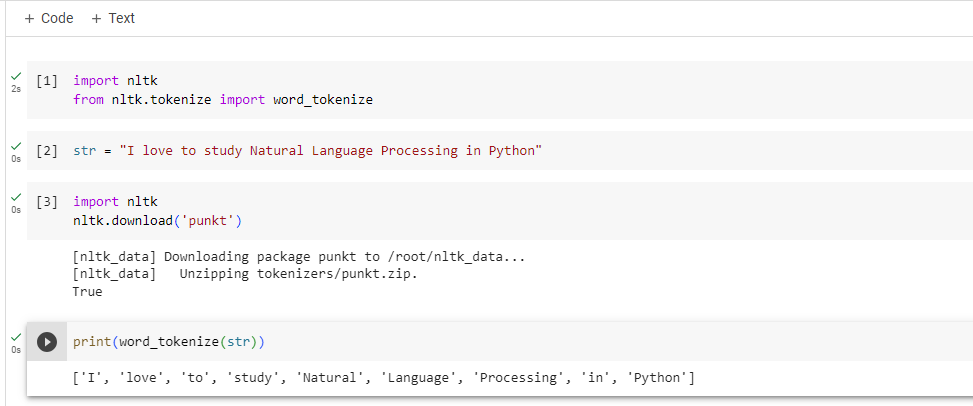 + Code + Text
2s
[1] import nltk
from nltk.tokenize import word_tokenize
0s
[2] str = "I love to study Natural Language Processing in Python"
0s
[3] import nltk
nltk.download('punkt')
[nltk_data] Downloading package punkt to /root/nltk_data...
[nltk_data]   Unzipping tokenizers/punkt.zip.
True
0s
print(word_tokenize(str))
['I', 'love', 'to', 'study', 'Natural', 'Language', 'Processing', 'in', 'Python']